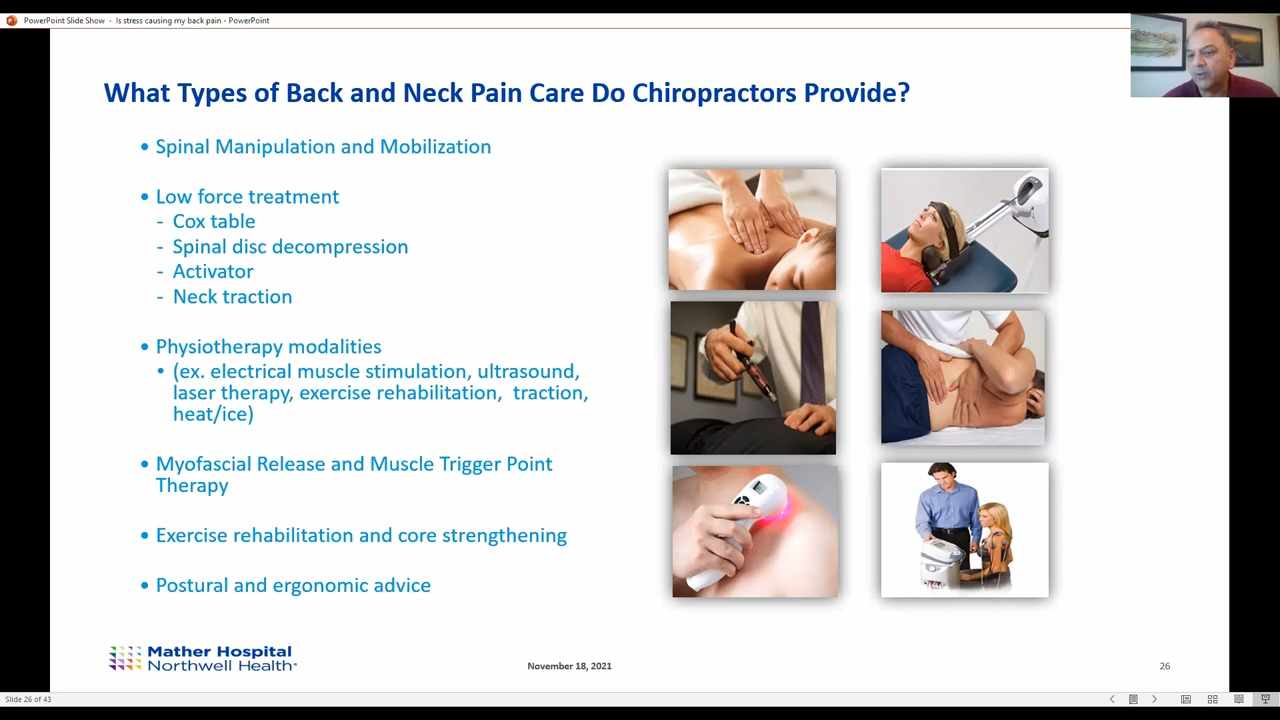 PowerPoint Slide Show - Is stress causing my back pain - PowerPoint
What Types of Back and Neck Pain Care Do Chiropractors Provide?
• Spinal Manipulation and Mobilization
• Low force treatment
- Cox table
- Spinal disc decompression
- Activator
- Neck traction
• Physiotherapy modalities
• (ex. electrical muscle stimulation, ultrasound,
laser therapy, exercise rehabilitation, traction,
heat/ice)
• Myofascial Release and Muscle Trigger Point
Therapy
• Exercise rehabilitation and core strengthening
• Postural and ergonomic advice
Mather Hospital
Northwell Health®
November 18, 2021
26
Slide 26 of 43